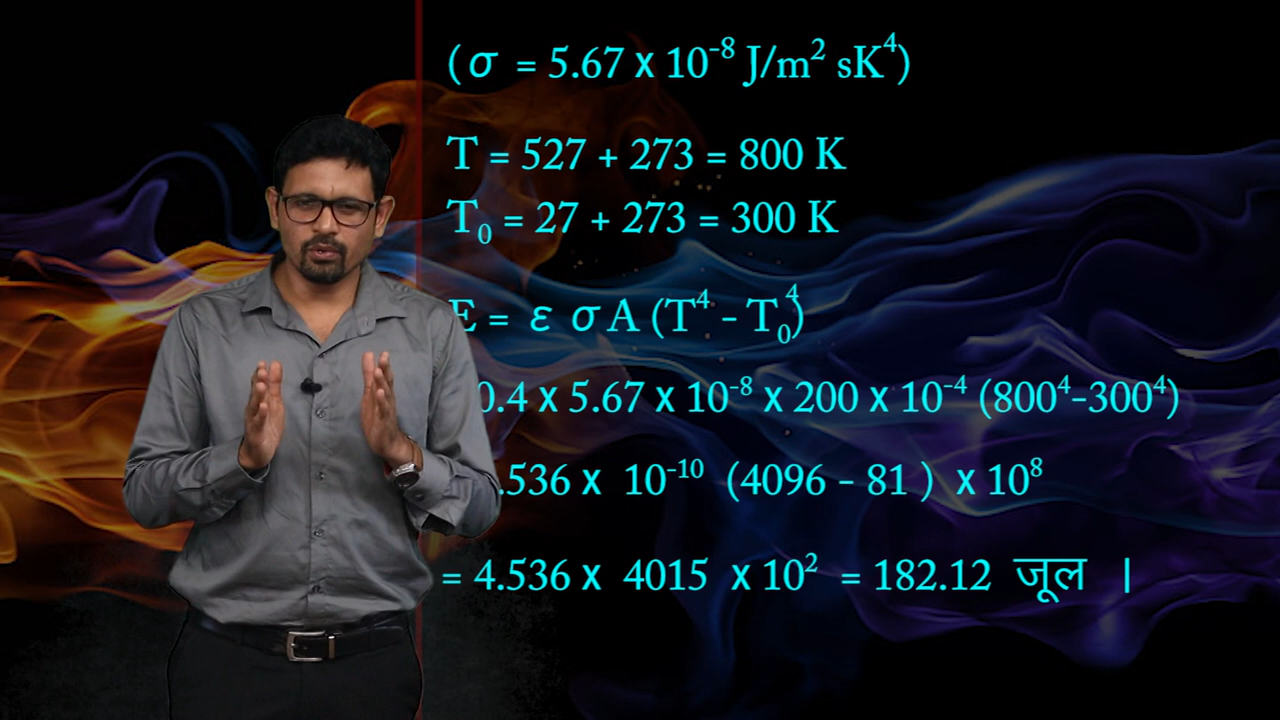 (σ = 5.67 x 10⁻⁸ J/m² sK⁴)
T = 527 + 273 = 800 K
T₀ = 27 + 273 = 300 K
E = ε σ A (T⁴ - T₀⁴)
0.4 x 5.67 x 10⁻⁸ x 200 x 10⁻⁴ (800⁴-300⁴)
.536 x 10⁻¹⁰ (4096 - 81 ) x 10⁸
= 4.536 x 4015 x 10² = 182.12 जूल |